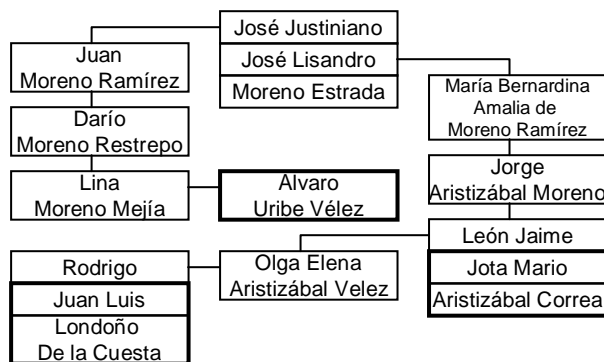 José Justiniano
José Lisandro
Moreno Estrada
Juan
Moreno Ramírez
María Bernardina
Amalia de
Moreno Ramírez
Darío
Moreno Restrepo
Lina
Moreno Mejía
Alvaro
Uribe Vélez
Jorge
Aristizábal Moreno
León Jaime
Jota Mario
Aristizábal Correa
Olga Elena
Aristizábal Velez
Rodrigo
Juan Luis
Londoño
De la Cuesta